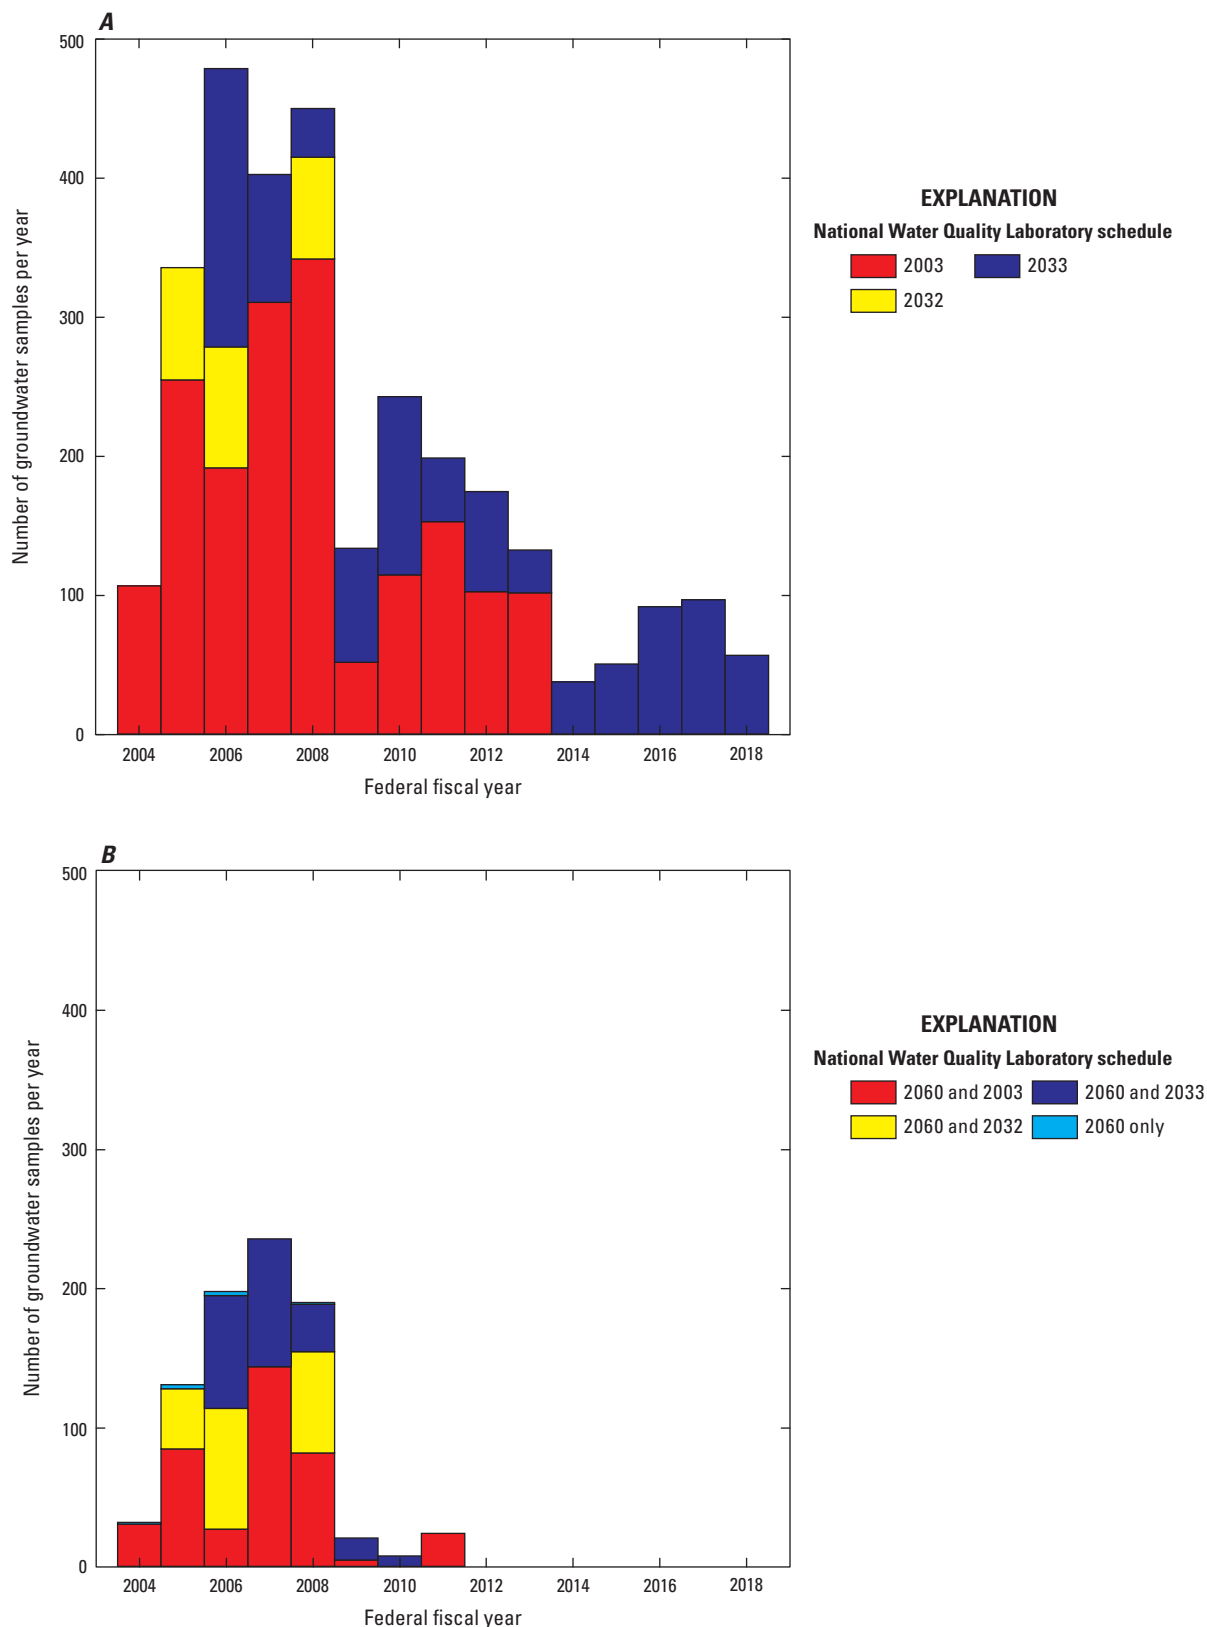 A
500
400
300
200
100
0
Number of groundwater samples per year
2004 2006 2008 2010 2012 2014 2016 2018
Federal fiscal year
EXPLANATION
National Water Quality Laboratory schedule
2003 2033
2032
B
500
400
300
200
100
0
Number of groundwater samples per year
2004 2006 2008 2010 2012 2014 2016 2018
Federal fiscal year
EXPLANATION
National Water Quality Laboratory schedule
2060 and 2003 2060 and 2033
2060 and 2032 2060 only